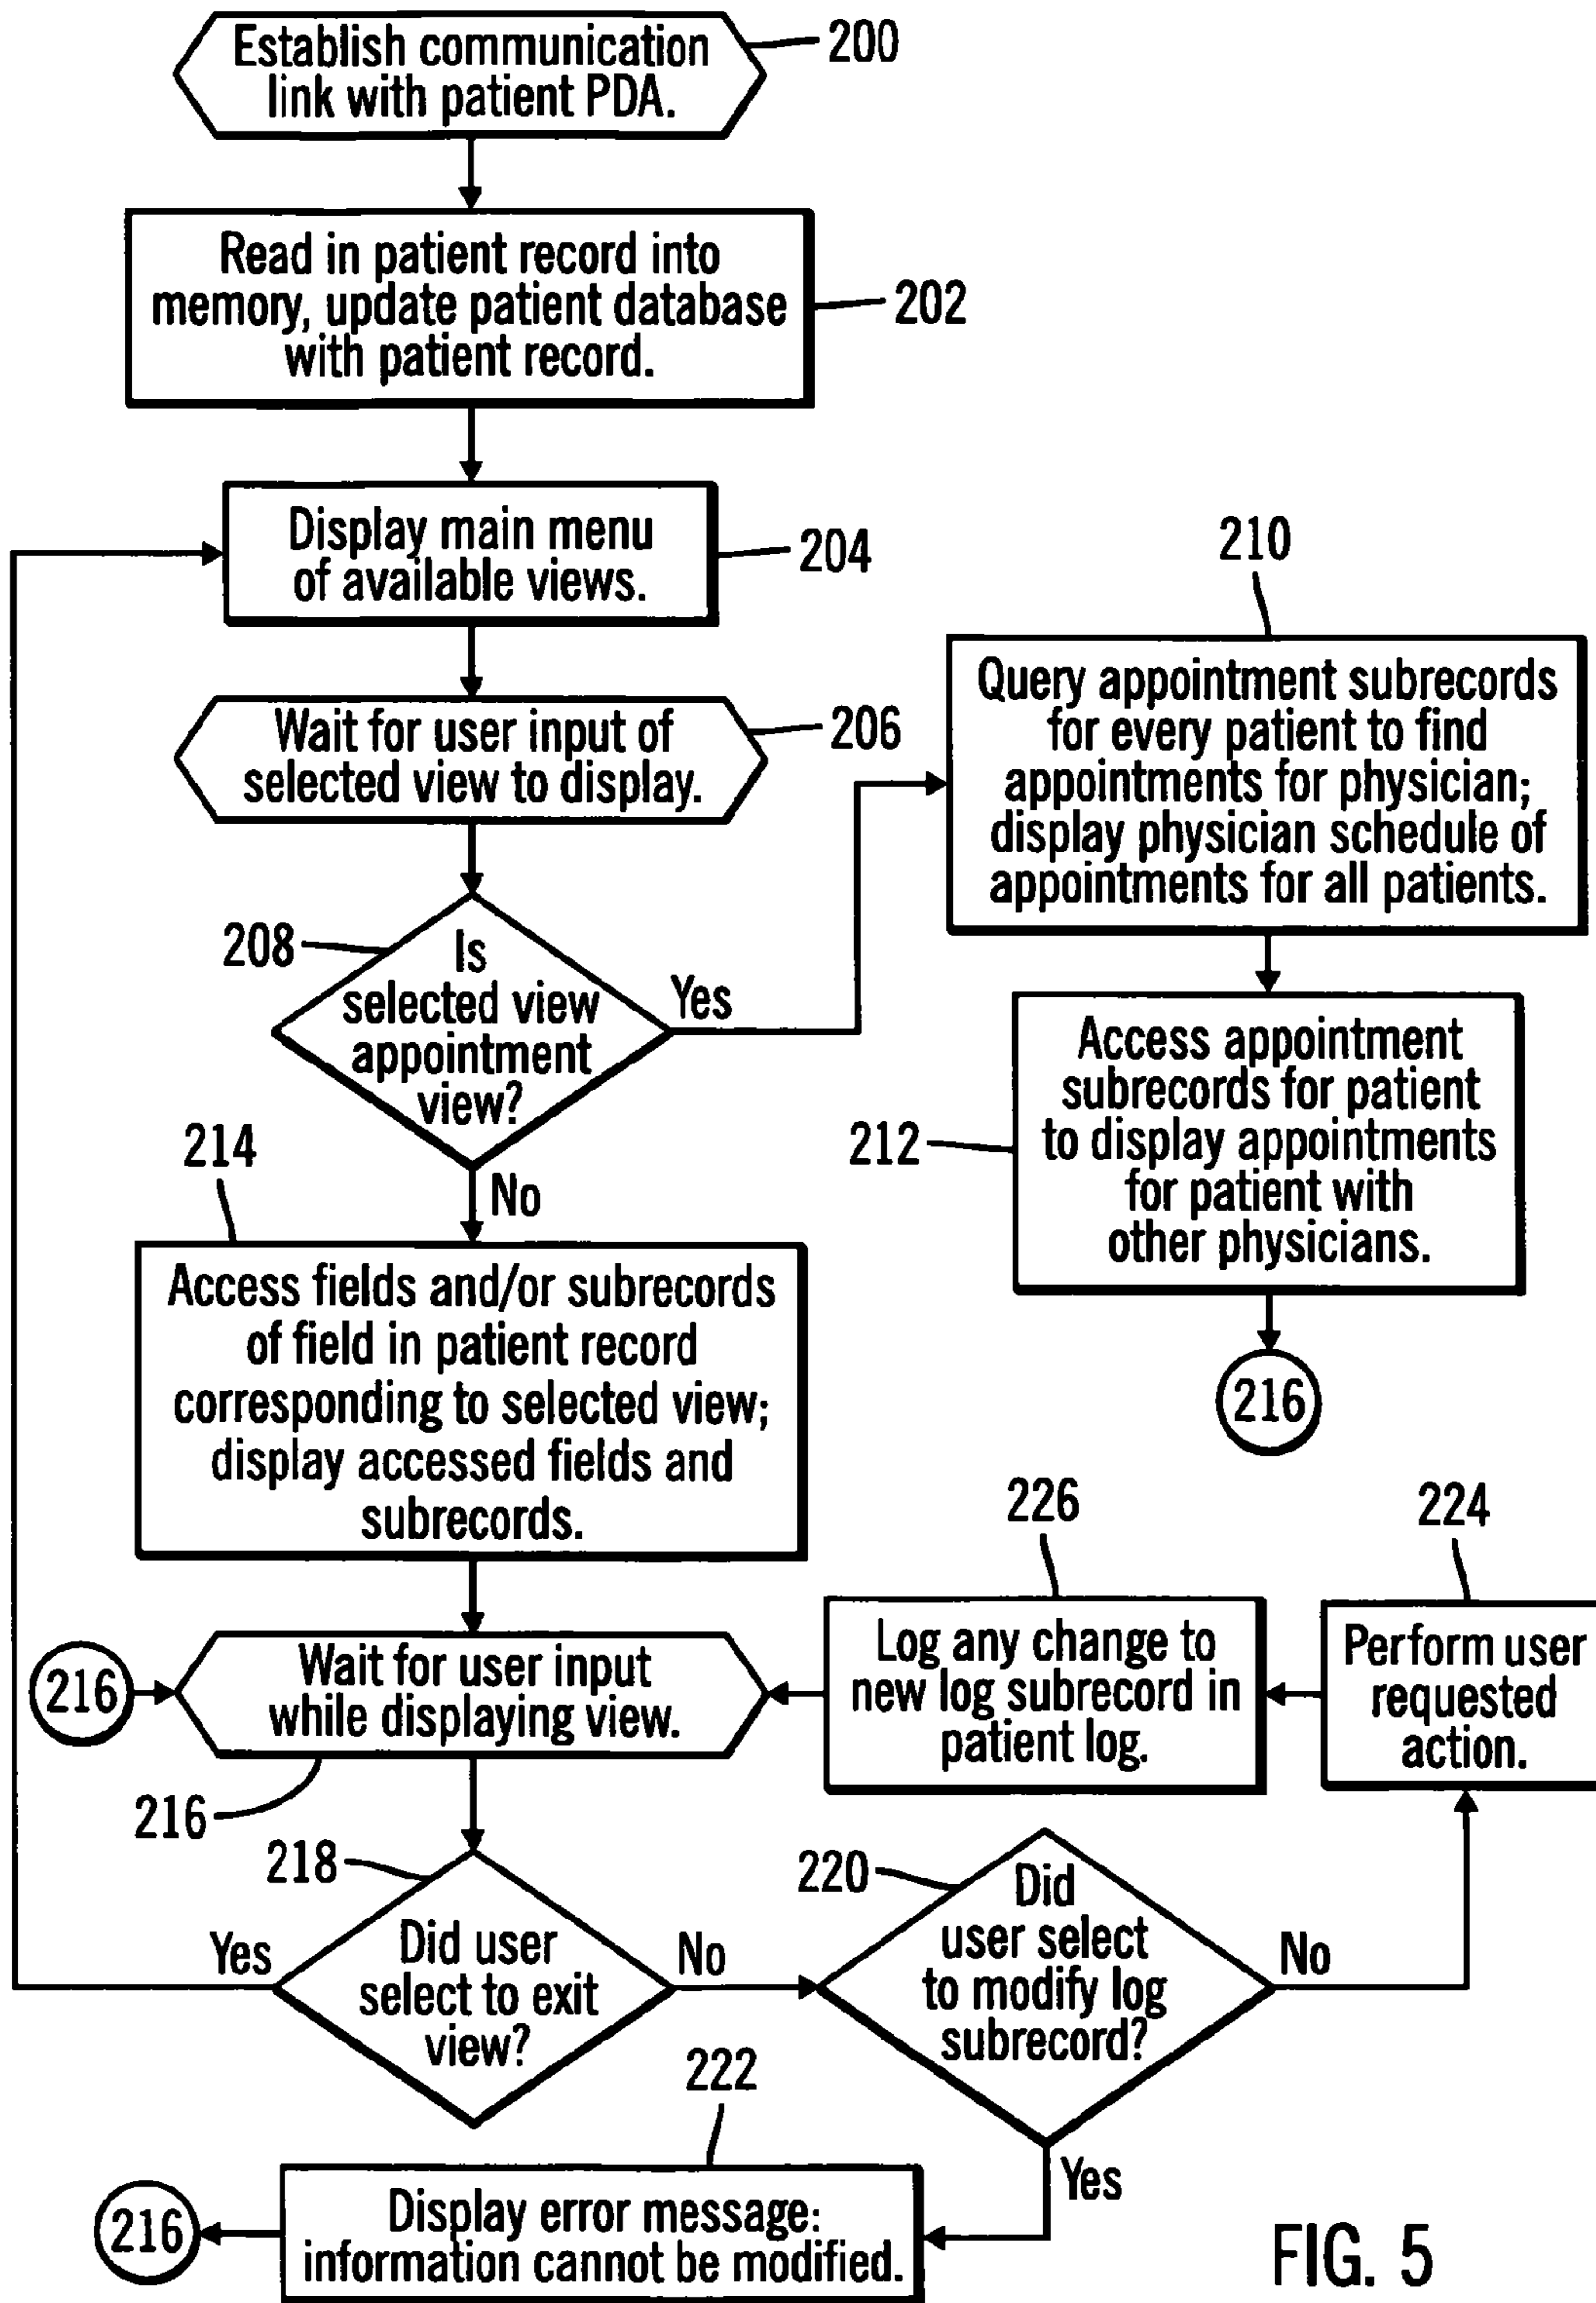 Establish communication
link with patient PDA.
200
Read in patient record into
memory, update patient database
with patient record.
202
Display main menu
of available views.
204
Wait for user input of
selected view to display.
206
208
Is
selected view
appointment
view?
Yes
No
210
Query appointment subrecords
for every patient to find
appointments for physician;
display physician schedule of
appointments for all patients.
212
Access appointment
subrecords for patient
to display appointments
for patient with
other physicians.
216
214
Access fields and/or subrecords
of field in patient record
corresponding to selected view;
display accessed fields and
subrecords.
216
Wait for user input
while displaying view.
216
226
Log any change to
new log subrecord in
patient log.
224
Perform user
requested
action.
218
Did user
select to exit
view?
Yes
No
220
Did
user select
to modify log
subrecord?
No
Yes
222
Display error message:
information cannot be modified.
216
FIG. 5